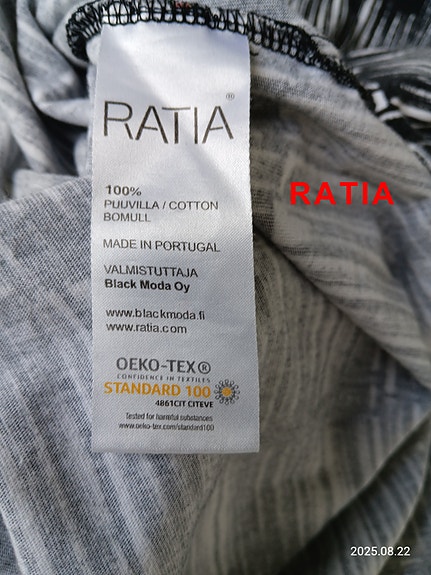 RATIA®
RATIA
100%
PUUVILLA / COTTON
BOMULL
MADE IN PORTUGAL
VALMISTUTTAJA
Black Moda Oy
www.blackmoda.fi
www.ratia.com
OEKO-TEX®
CONFIDENCE IN TEXTILES
STANDARD 100
4861CIT CITEVE
Tested for harmful substances
www.oeko-tex.com/standard100
2025.08.22